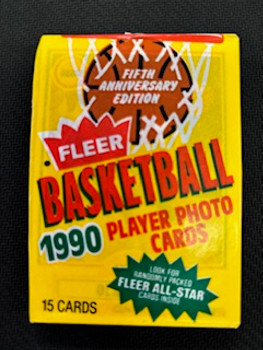 FIFTH
ANNIVERSARY
EDITION
FLEER
BASKETBALL
1990 PLAYER PHOTO
CARDS
LOOK FOR
RANDOMLY PACKED
FLEER ALL-STAR
CARDS INSIDE
15 CARDS